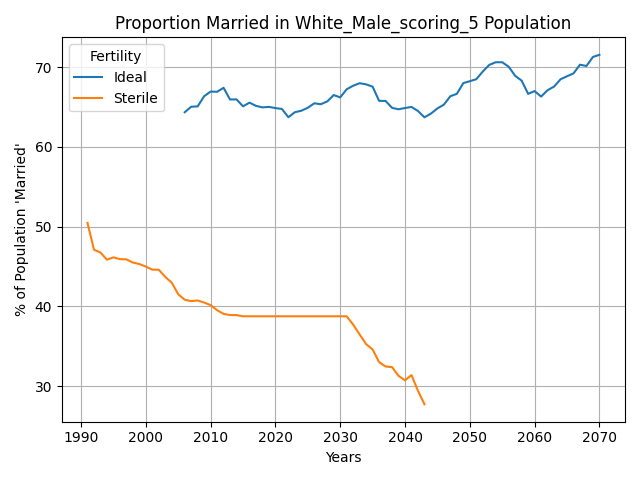 Proportion Married in White_Male_scoring_5 Population
Fertility
Ideal
Sterile
% of Population 'Married'
70
60
50
40
30
1990 2000 2010 2020 2030 2040 2050 2060 2070
Years